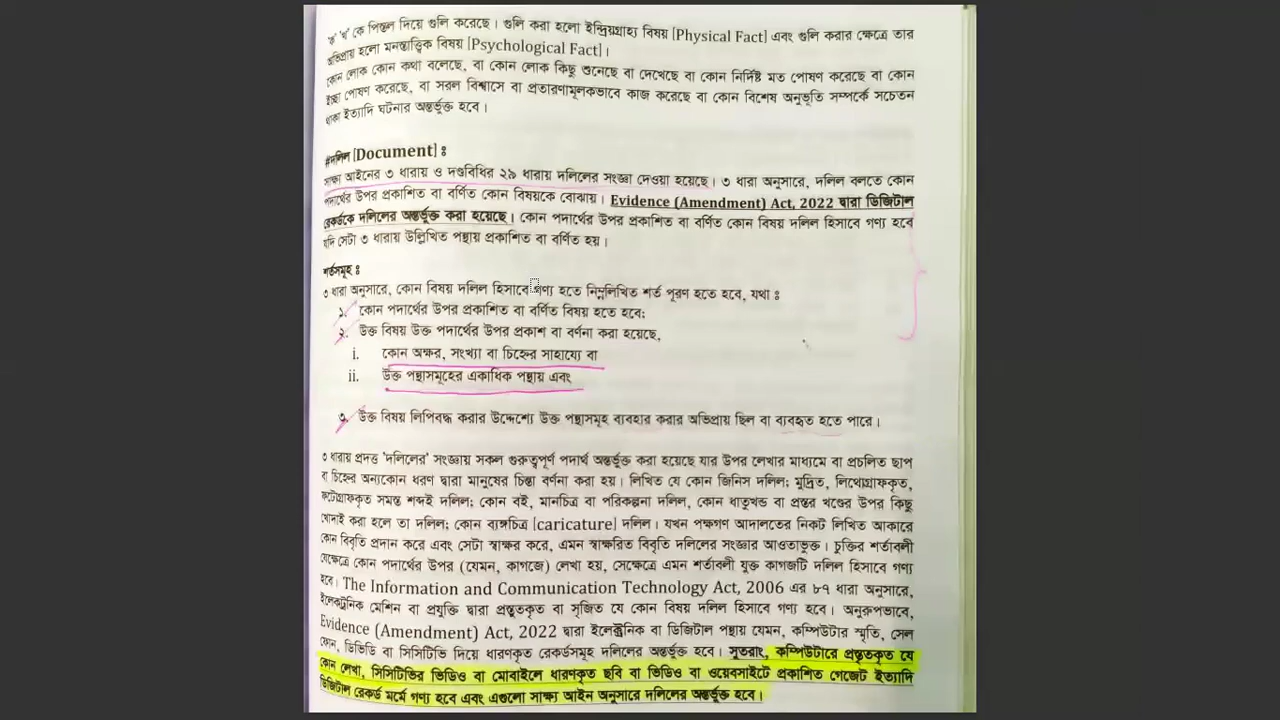 'ক' 'খ' কে পিস্তল দিয়ে গুলি করেছে। গুলি করা হলো ইন্দ্রিয়গ্রাহ্য বিষয় [Physical Fact] এবং গুলি করার ক্ষেত্রে তার
অভিপ্রায় হলো মনস্তাত্ত্বিক বিষয় [Psychological Fact]।
কোন লোক কোন কথা বলেছে, বা কোন লোক কিছু শুনেছে বা দেখেছে বা কোন নির্দিষ্ট মত পোষণ করেছে বা কোন
ইচ্ছা পোষণ করেছে, বা সরল বিশ্বাসে বা প্রতারণামূলকভাবে কাজ করেছে বা কোন বিশেষ অনুভূতি সম্পর্কে সচেতন
থাকা ইত্যাদি ঘটনার অন্তর্ভুক্ত হবে।
#দলিল [Document] ঃ
সাক্ষ্য আইনের ৩ ধারায় ও দণ্ডবিধির ২৯ ধারায় দলিলের সংজ্ঞা দেওয়া হয়েছে। ৩ ধারা অনুসারে, দলিল বলতে কোন
পদার্থের উপর প্রকাশিত বা বর্ণিত কোন বিষয়কে বোঝায়। Evidence (Amendment) Act, 2022 দ্বারা ডিজিটাল
রেকর্ডকে দলিলের অন্তর্ভুক্ত করা হয়েছে। কোন পদার্থের উপর প্রকাশিত বা বর্ণিত কোন বিষয় দলিল হিসাবে গণ্য হবে
যদি সেটা ৩ ধারায় উল্লিখিত পন্থায় প্রকাশিত বা বর্ণিত হয়।
শর্তসমূহ ঃ
৩ ধারা অনুসারে, কোন বিষয় দলিল হিসাবে গণ্য হতে নিম্নলিখিত শর্ত পূরণ হতে হবে, যথা ঃ
১. কোন পদার্থের উপর প্রকাশিত বা বর্ণিত বিষয় হতে হবে;
২. উক্ত বিষয় উক্ত পদার্থের উপর প্রকাশ বা বর্ণনা করা হয়েছে,
i. কোন অক্ষর, সংখ্যা বা চিহ্নের সাহায্যে বা
ii. উক্ত পন্থাসমূহের একাধিক পন্থায় এবং
৩. উক্ত বিষয় লিপিবদ্ধ করার উদ্দেশ্যে উক্ত পন্থাসমূহ ব্যবহার করার অভিপ্রায় ছিল বা ব্যবহৃত হতে পারে।
৩ ধারায় প্রদত্ত 'দলিলের' সংজ্ঞায় সকল গুরুত্বপূর্ণ পদার্থ অন্তর্ভুক্ত করা হয়েছে যার উপর লেখার মাধ্যমে বা প্রচলিত ছাপ
বা চিহ্নের অন্যকোন ধরণ দ্বারা মানুষের চিন্তা বর্ণনা করা হয়। লিখিত যে কোন জিনিস দলিল; মুদ্রিত, লিথোগ্রাফকৃত,
ফটোগ্রাফকৃত সমস্ত শব্দই দলিল; কোন বই, মানচিত্র বা পরিকল্পনা দলিল, কোন ধাতুখন্ড বা প্রস্তর খণ্ডের উপর কিছু
খোদাই করা হলে তা দলিল; কোন ব্যঙ্গচিত্র [caricature] দলিল। যখন পক্ষগণ আদালতের নিকট লিখিত আকারে
কোন বিবৃতি প্রদান করে এবং সেটা স্বাক্ষর করে, এমন স্বাক্ষরিত বিবৃতি দলিলের সংজ্ঞার আওতাভুক্ত। চুক্তির শর্তাবলী
যেক্ষেত্রে কোন পদার্থের উপর (যেমন, কাগজে) লেখা হয়, সেক্ষেত্রে এমন শর্তাবলী যুক্ত কাগজটি দলিল হিসাবে গণ্য
হবে। The Information and Communication Technology Act, 2006 এর ৮৭ ধারা অনুসারে,
ইলেকট্রনিক মেশিন বা প্রযুক্তি দ্বারা প্রস্তুতকৃত বা সৃজিত যে কোন বিষয় দলিল হিসাবে গণ্য হবে। অনুরুপভাবে,
Evidence (Amendment) Act, 2022 দ্বারা ইলেক্ট্রনিক বা ডিজিটাল পন্থায় যেমন, কম্পিউটার স্মৃতি, সেল
ফোন, ডিভিডি বা সিসিটিভি দিয়ে ধারণকৃত রেকর্ডসমূহ দলিলের অন্তর্ভুক্ত হবে। সুতরাং, কম্পিউটারে প্রস্তুতকৃত যে
কোন লেখা, সিসিটিভির ভিডিও বা মোবাইলে ধারণকৃত ছবি বা ভিডিও বা ওয়েবসাইটে প্রকাশিত গেজেট ইত্যাদি
ডিজিটাল রেকর্ড মর্মে গণ্য হবে এবং এগুলো সাক্ষ্য আইন অনুসারে দলিলের অন্তর্ভুক্ত হবে।